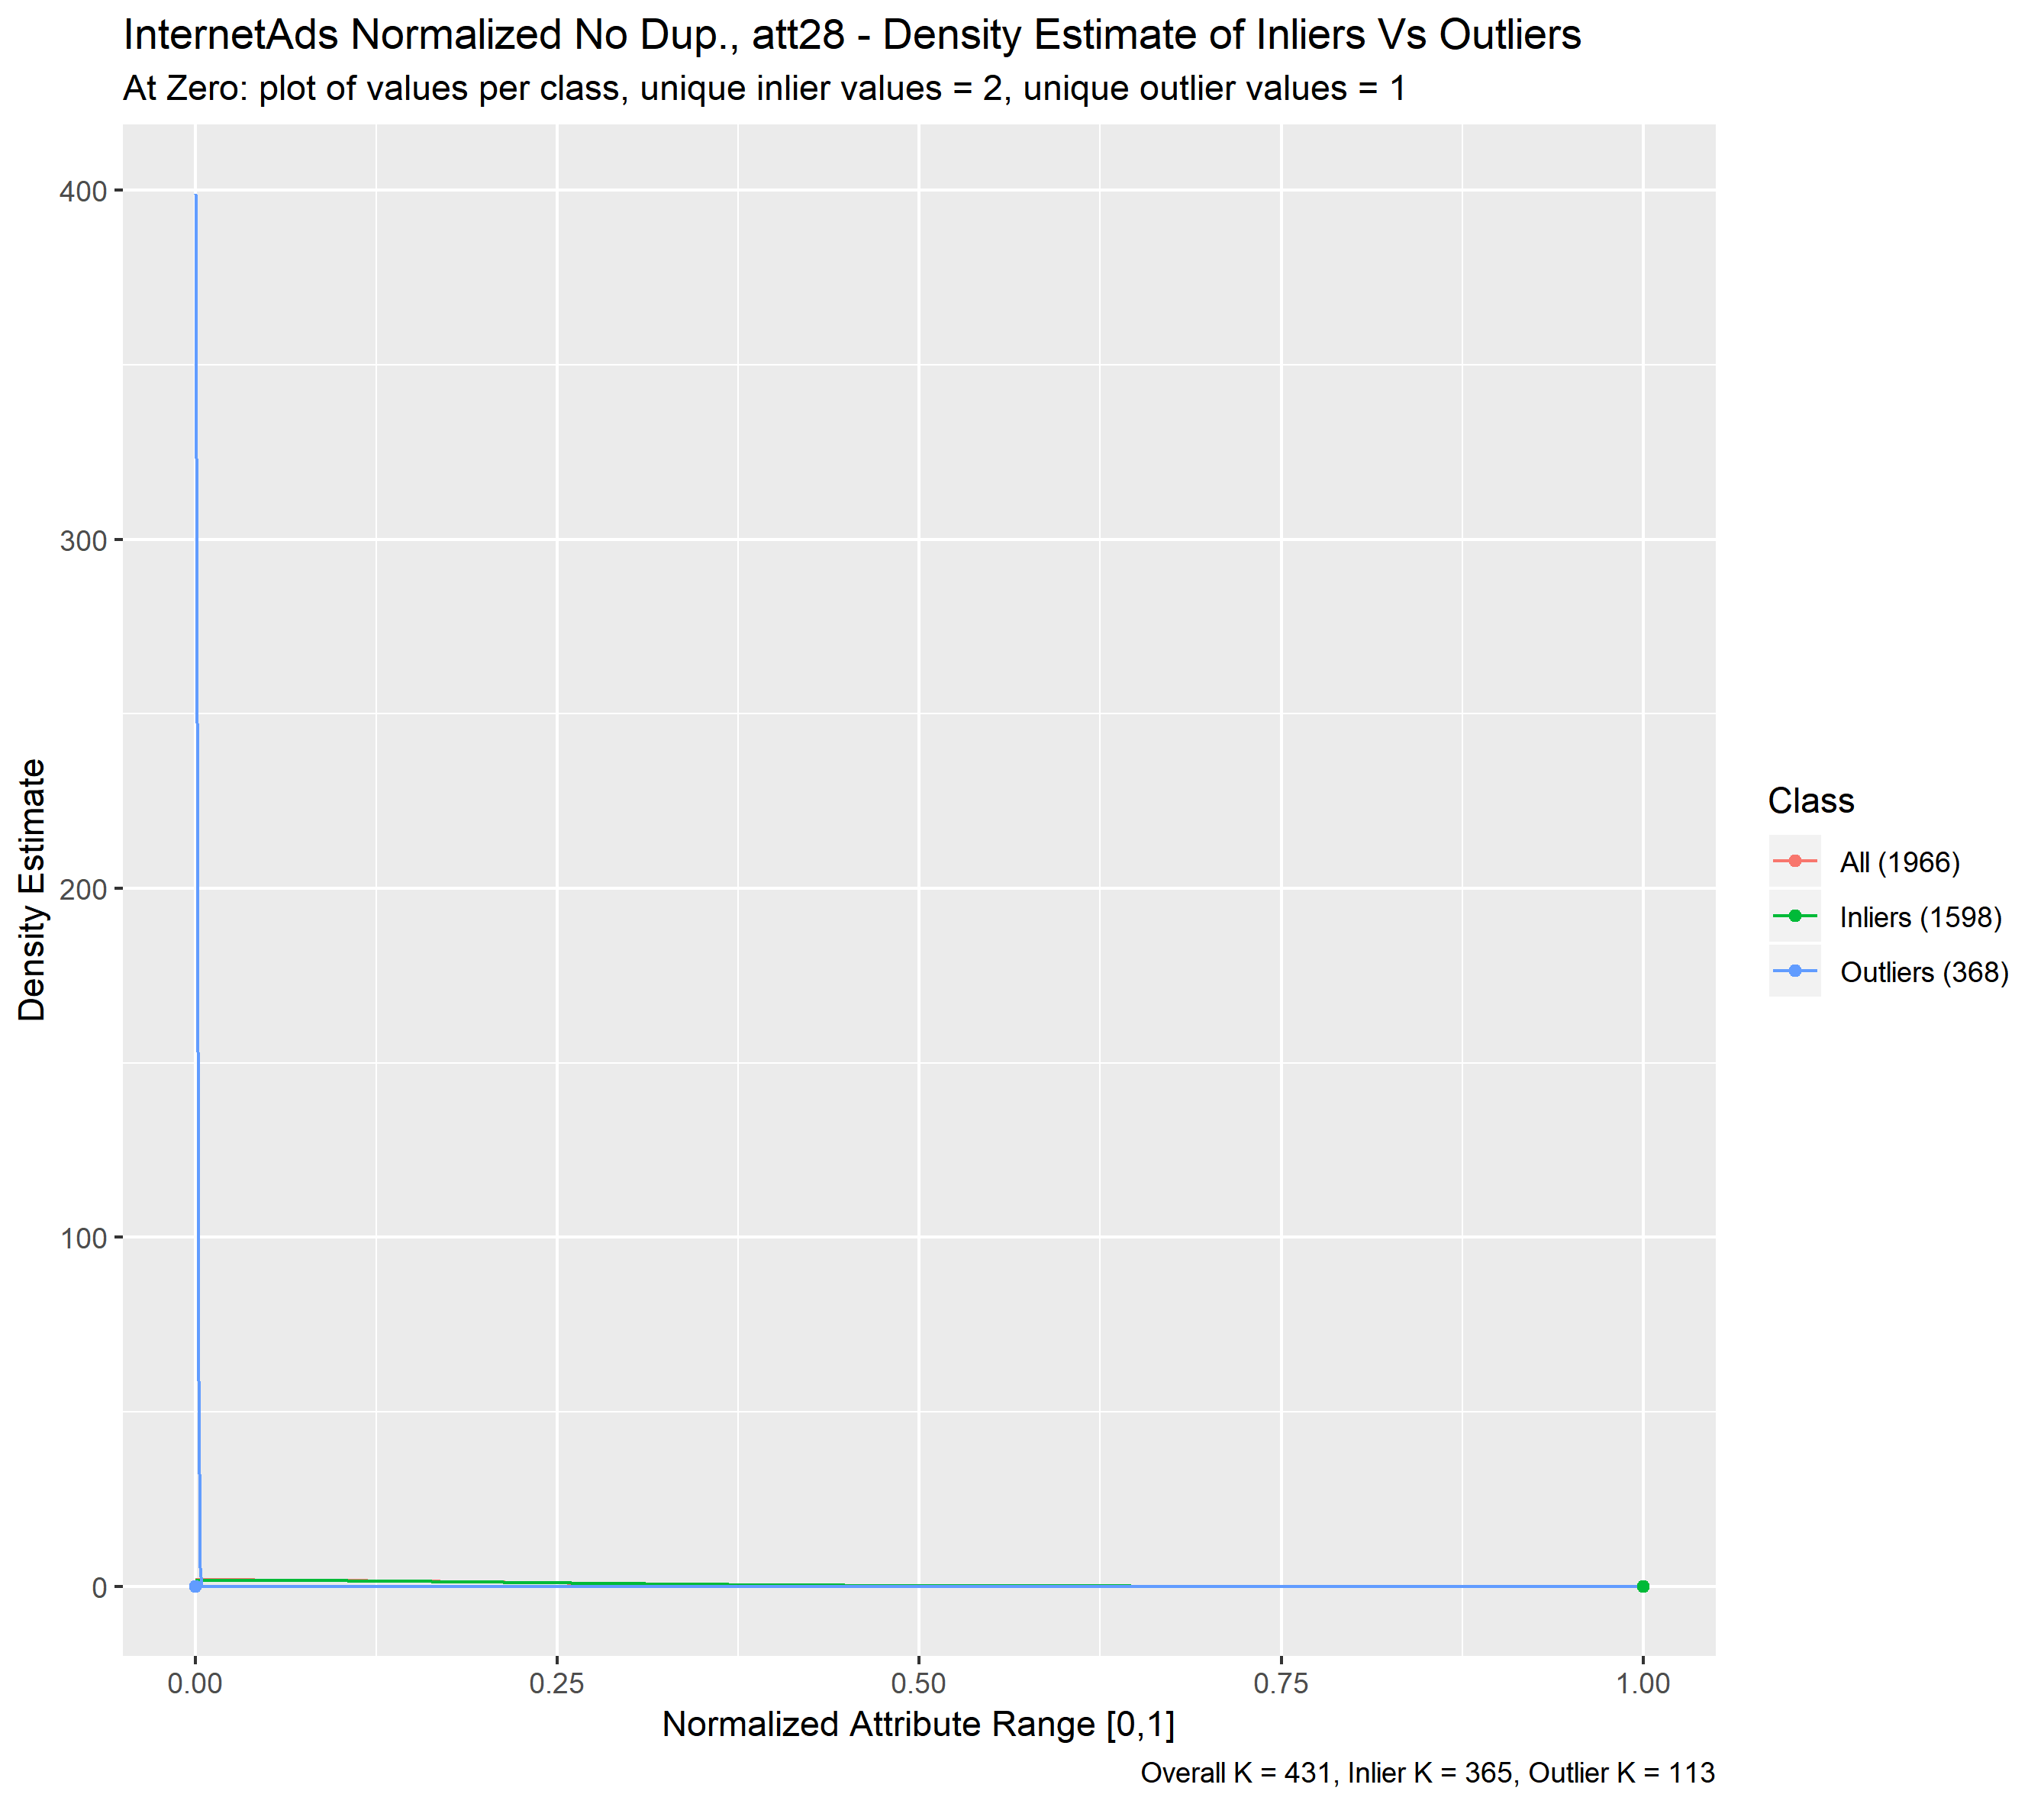 InternetAds Normalized No Dup., att28 - Density Estimate of Inliers Vs Outliers
At Zero: plot of values per class, unique inlier values = 2, unique outlier values = 1
400
300
200
100
0
Density Estimate
0.00
0.25
0.50
0.75
1.00
Normalized Attribute Range [0,1]
Overall K = 431, Inlier K = 365, Outlier K = 113
Class
All (1966)
Inliers (1598)
Outliers (368)